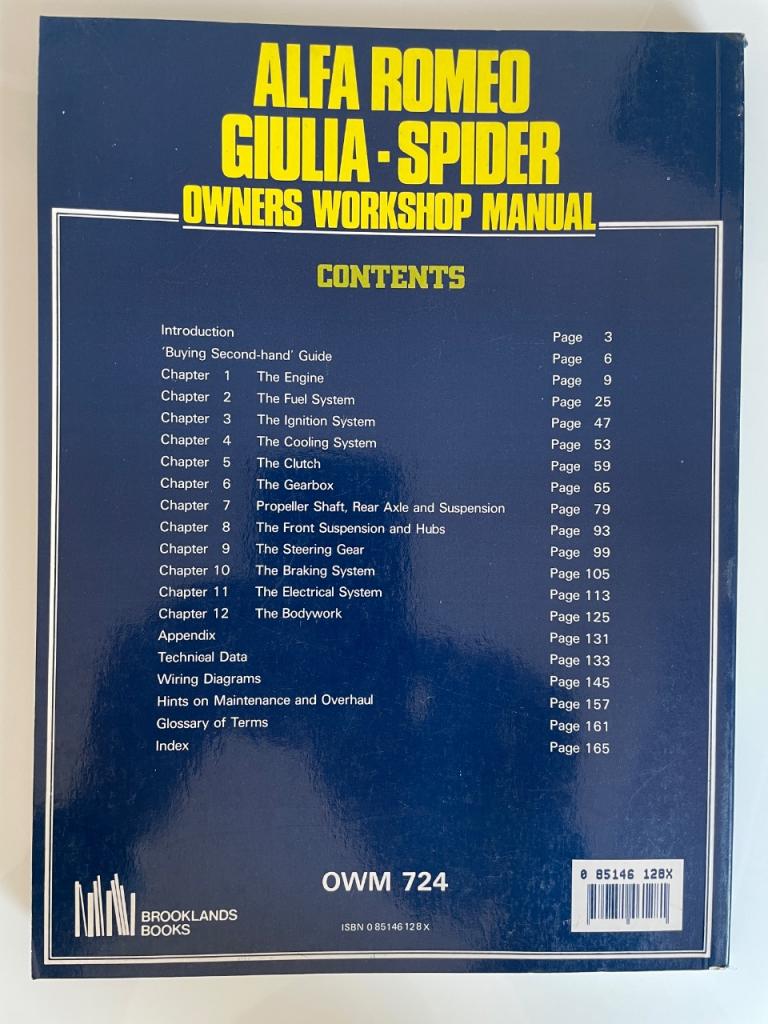 ALFA ROMEO
GIULIA · SPIDER
OWNERS WORKSHOP MANUAL
CONTENTS
Introduction Page 3
'Buying Second-hand' Guide Page 6
Chapter 1 The Engine Page 9
Chapter 2 The Fuel System Page 25
Chapter 3 The Ignition System Page 47
Chapter 4 The Cooling System Page 53
Chapter 5 The Clutch Page 59
Chapter 6 The Gearbox Page 65
Chapter 7 Propeller Shaft, Rear Axle and Suspension Page 79
Chapter 8 The Front Suspension and Hubs Page 93
Chapter 9 The Steering Gear Page 99
Chapter 10 The Braking System Page 105
Chapter 11 The Electrical System Page 113
Chapter 12 The Bodywork Page 125
Appendix Page 131
Technical Data Page 133
Wiring Diagrams Page 145
Hints on Maintenance and Overhaul Page 157
Glossary of Terms Page 161
Index Page 165
OWM 724
0 85146 128X
BROOKLANDS
BOOKS
ISBN 0 85146 128 X